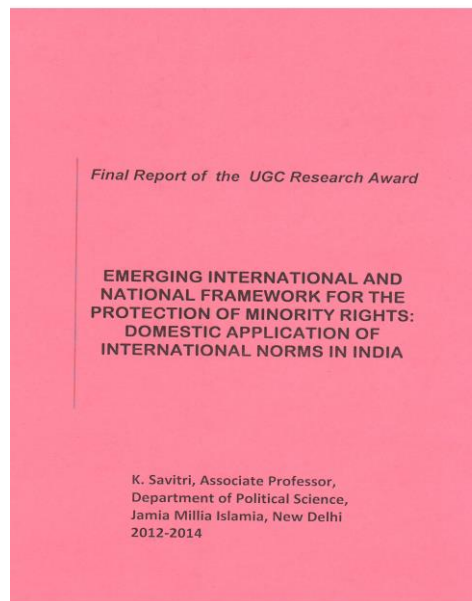 Final Report of the UGC Research Award
EMERGING INTERNATIONAL AND
NATIONAL FRAMEWORK FOR THE
PROTECTION OF MINORITY RIGHTS:
DOMESTIC APPLICATION OF
INTERNATIONAL NORMS IN INDIA
K. Savitri, Associate Professor,
Department of Political Science,
Jamia Millia Islamia, New Delhi
2012-2014